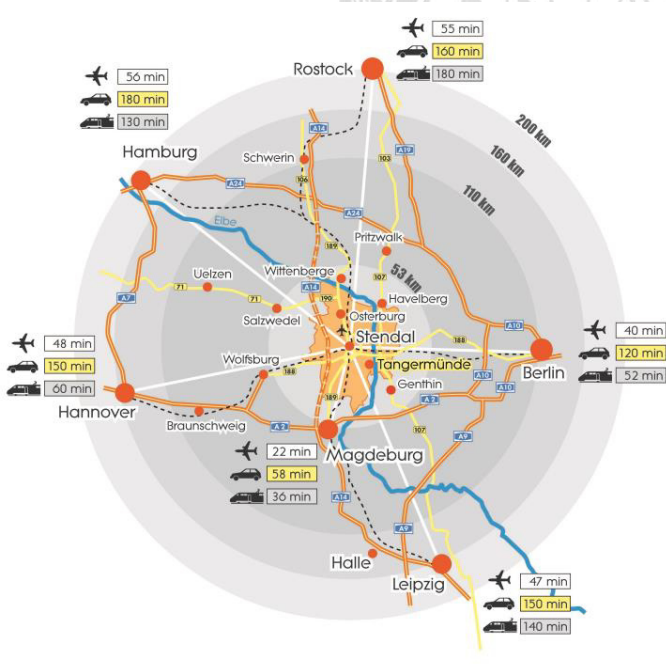 55 min
Rostock
160 min
180 min
56 min
180 min
130 min
200 km
160 km
110 km
53 km
A14
A19
Hamburg
Schwerin
103
106
A24
A24
Elbe
189
Pritzwalk
Uelzen
Wittenberge
107
71
A14
A7
71
190
Havelberg
Salzwedel
Osterburg
A10
48 min
150 min
60 min
Stendal
188
40 min
120 min
52 min
Wolfsburg
188
Tangermünde
A10
A10
Berlin
Hannover
189
Genthin
A2
Braunschweig
A2
107
A9
22 min
58 min
36 min
Magdeburg
A14
A9
Halle
Leipzig
47 min
150 min
140 min